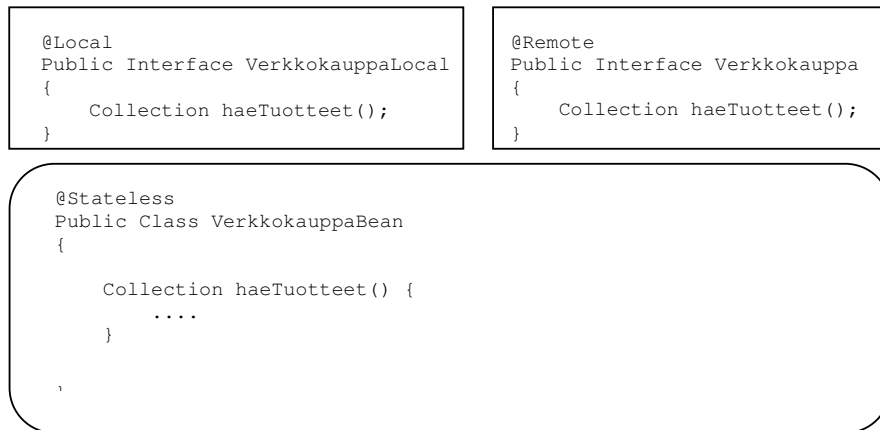 @Local
Public Interface VerkkokauppaLocal
{
Collection haeTuotteet();
}
@Remote
Public Interface Verkkokauppa
{
Collection haeTuotteet();
}
@Stateless
Public Class VerkkokauppaBean
{
Collection haeTuotteet() {
....
}